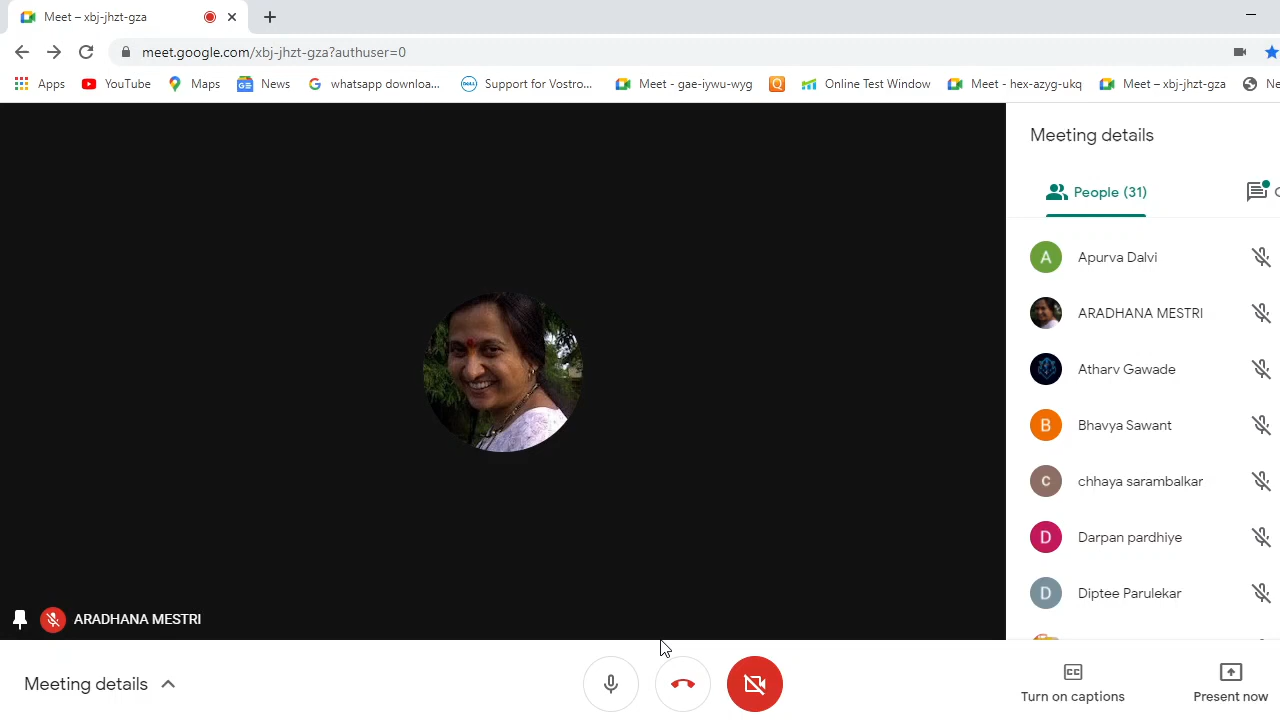 Meet – xbj-jhzt-gza
meet.google.com/xbj-jhzt-gza?authuser=0
Apps YouTube Maps News whatsapp downloa... Support for Vostro... Meet - gae-iywu-wyg Q Online Test Window Meet - hex-azyg-ukq Meet – xbj-jhzt-gza Ne
Meeting details
People (31) C
A Apurva Dalvi
ARADHANA MESTRI
Atharv Gawade
B Bhavya Sawant
c chhaya sarambalkar
D Darpan pardhiye
D Diptee Parulekar
ARADHANA MESTRI
Meeting details
CC
Turn on captions
Present now